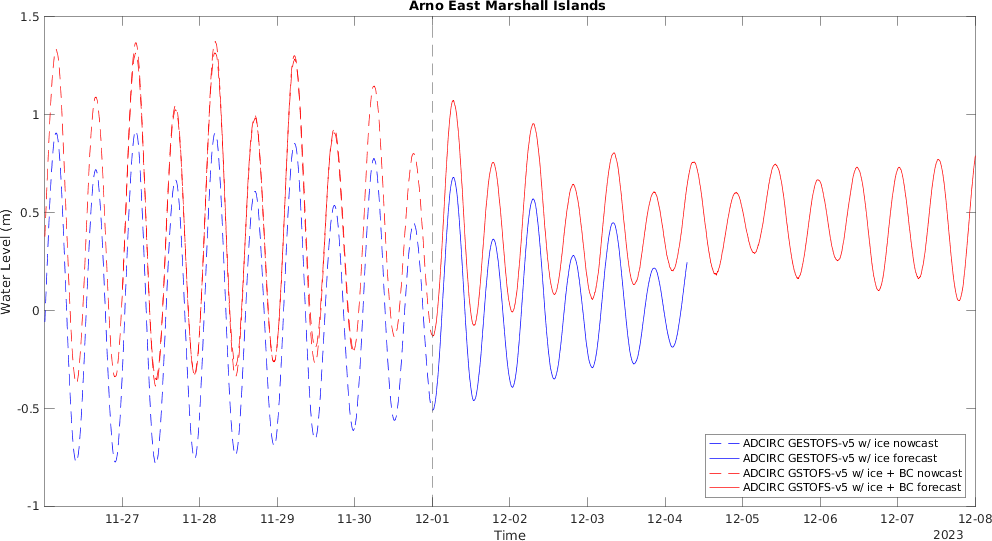 Arno East Marshall Islands
1.5
1
0.5
0
-0.5
-1
Water Level (m)
11-27 11-28 11-29 11-30 12-01 12-02 12-03 12-04 12-05 12-06 12-07 12-08
Time
2023
ADCIRC GESTOFS-v5 w/ ice nowcast
ADCIRC GESTOFS-v5 w/ ice forecast
ADCIRC GSTOFS-v5 w/ ice + BC nowcast
ADCIRC GSTOFS-v5 w/ ice + BC forecast